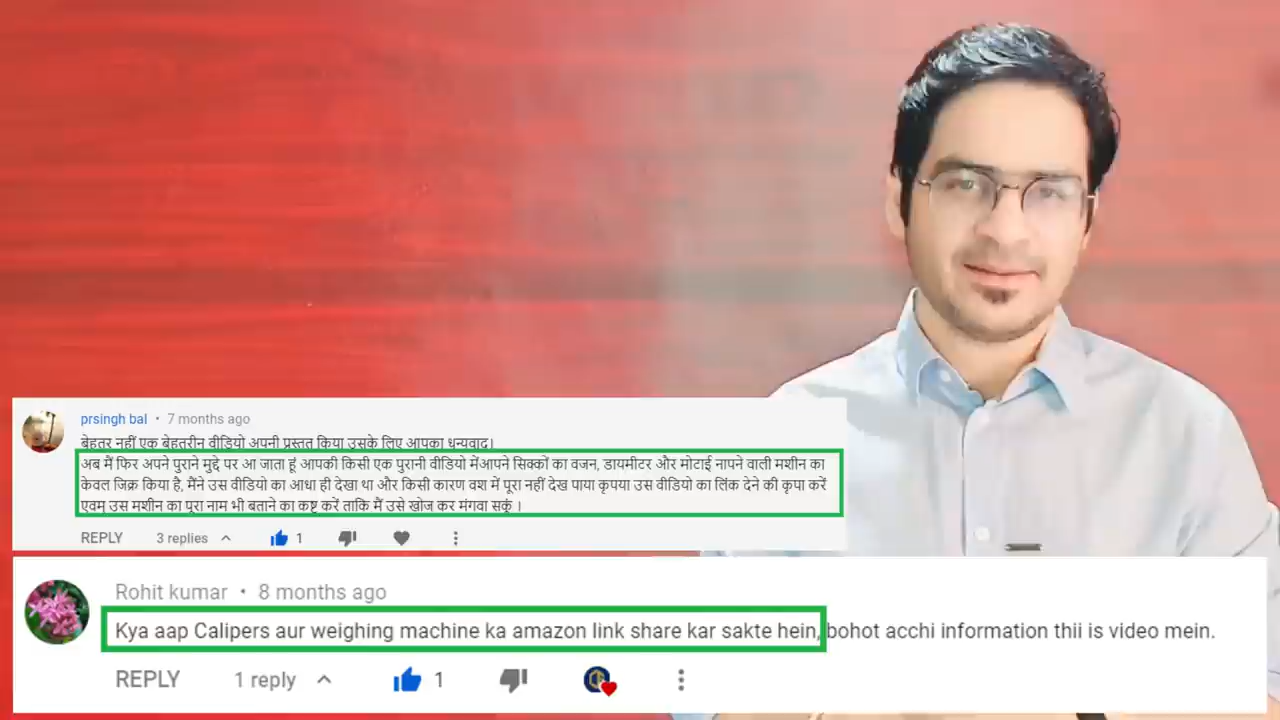 prsingh bal • 7 months ago
बेहतर नहीं एक बेहतरीन वीडियो अपनी प्रस्तत किया उसके लिए आपका धन्यवाद।
अब मैं फिर अपने पुराने मुद्दे पर आ जाता हूं आपकी किसी एक पुरानी वीडियो मेंआपने सिक्कों का वजन, डायमीटर और मोटाई नापने वाली मशीन का
केवल जिक्र किया है, मैंने उस वीडियो का आधा ही देखा था और किसी कारण वश में पूरा नहीं देख पाया कृपया उस वीडियो का लिंक देने की कृपा करें
एवम् उस मशीन का पूरा नाम भी बताने का कष्ट करें ताकि मैं उसे खोज कर मंगवा सकूं ।
REPLY 3 replies 1
Rohit kumar • 8 months ago
Kya aap Calipers aur weighing machine ka amazon link share kar sakte hein, bohot acchi information thii is video mein.
REPLY 1 reply 1